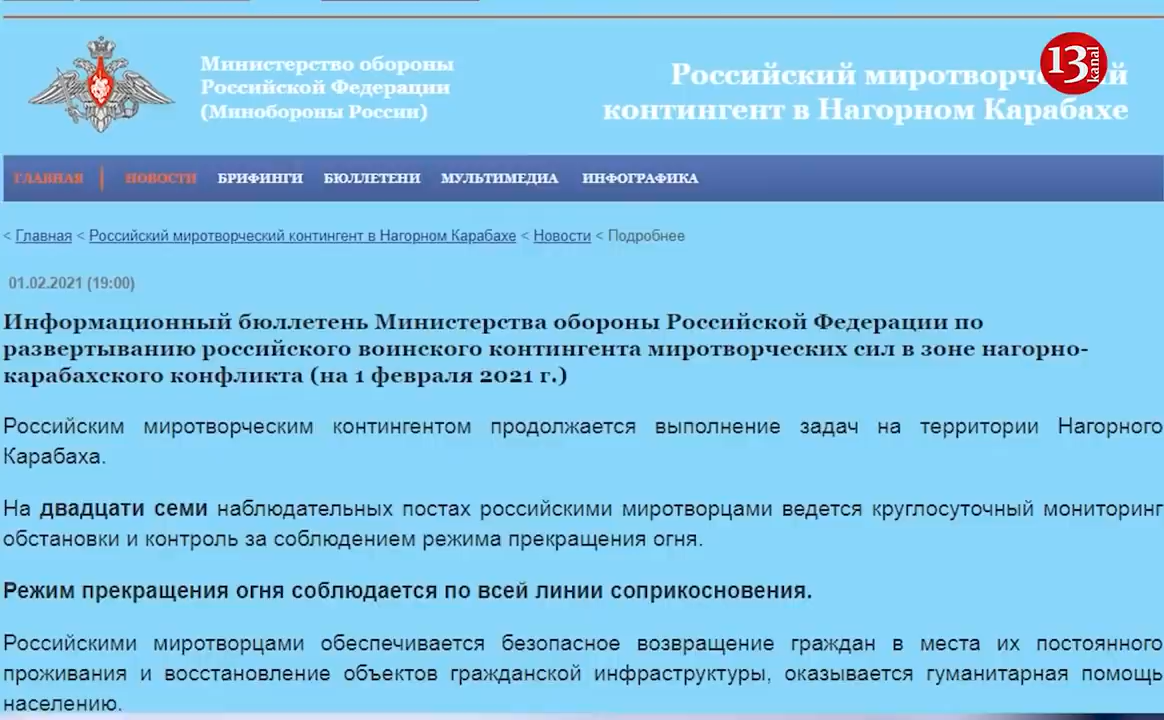 Министерство обороны
Российской Федерации
(Минобороны России)
Российский миротворческий
контингент в Нагорном Карабахе
13 kanal
ГЛАВНАЯ | НОВОСТИ БРИФИНГИ БЮЛЛЕТЕНИ МУЛЬТИМЕДИА ИНФОГРАФИКА
< Главная < Российский миротворческий контингент в Нагорном Карабахе < Новости < Подробнее
01.02.2021 (19:00)
Информационный бюллетень Министерства обороны Российской Федерации по
развертыванию российского воинского контингента миротворческих сил в зоне нагорно-
карабахского конфликта (на 1 февраля 2021 г.)
Российским миротворческим контингентом продолжается выполнение задач на территории Нагорного
Карабаха.
На двадцати семи наблюдательных постах российскими миротворцами ведется круглосуточный мониторинг
обстановки и контроль за соблюдением режима прекращения огня.
Режим прекращения огня соблюдается по всей линии соприкосновения.
Российскими миротворцами обеспечивается безопасное возвращение граждан в места их постоянного
проживания и восстановление объектов гражданской инфраструктуры, оказывается гуманитарная помощь
населению.